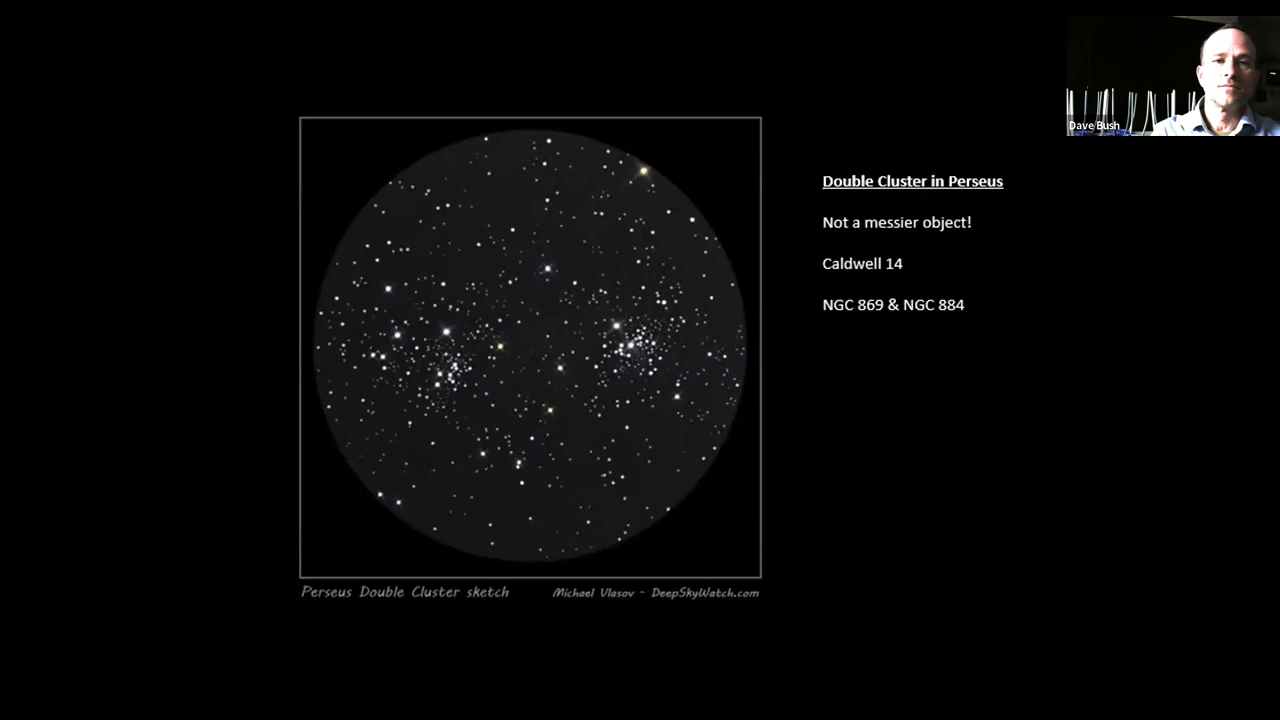 Dave Bush
Double Cluster in Perseus
Not a messier object!
Caldwell 14
NGC 869 & NGC 884
Perseus Double Cluster sketch
Michael Vlasov - DeepSkyWatch.com